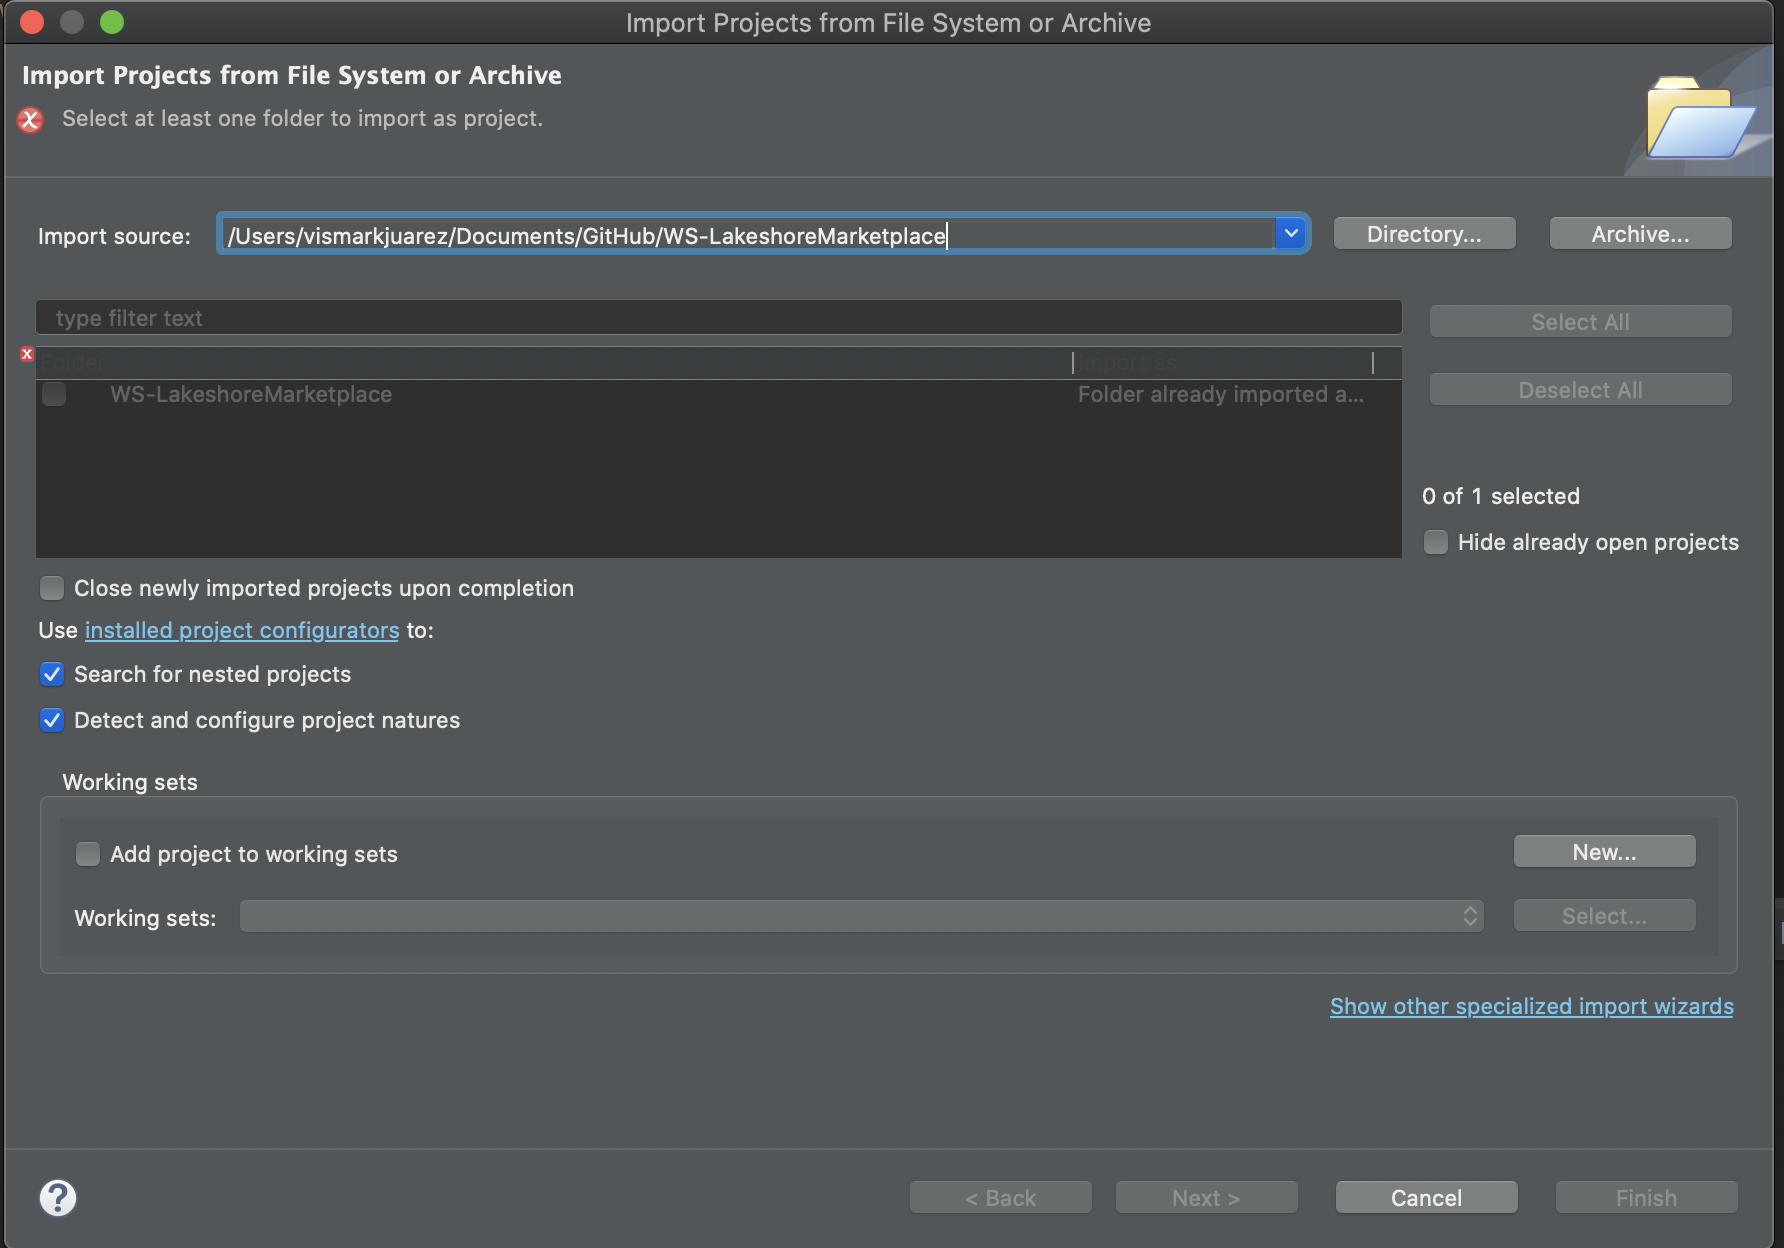 Import Projects from File System or Archive
Import Projects from File System or Archive
Select at least one folder to import as project.
Import source: /Users/vismarkjuarez/Documents/GitHub/WS-LakeshoreMarketplace Directory... Archive...
type filter text
Select All
Folder Import as
WS-LakeshoreMarketplace Folder already imported a...
Deselect All
0 of 1 selected
Hide already open projects
Close newly imported projects upon completion
Use installed project configurators to:
Search for nested projects
Detect and configure project natures
Working sets
Add project to working sets New...
Working sets: Select...
Show other specialized import wizards
? < Back Next > Cancel Finish